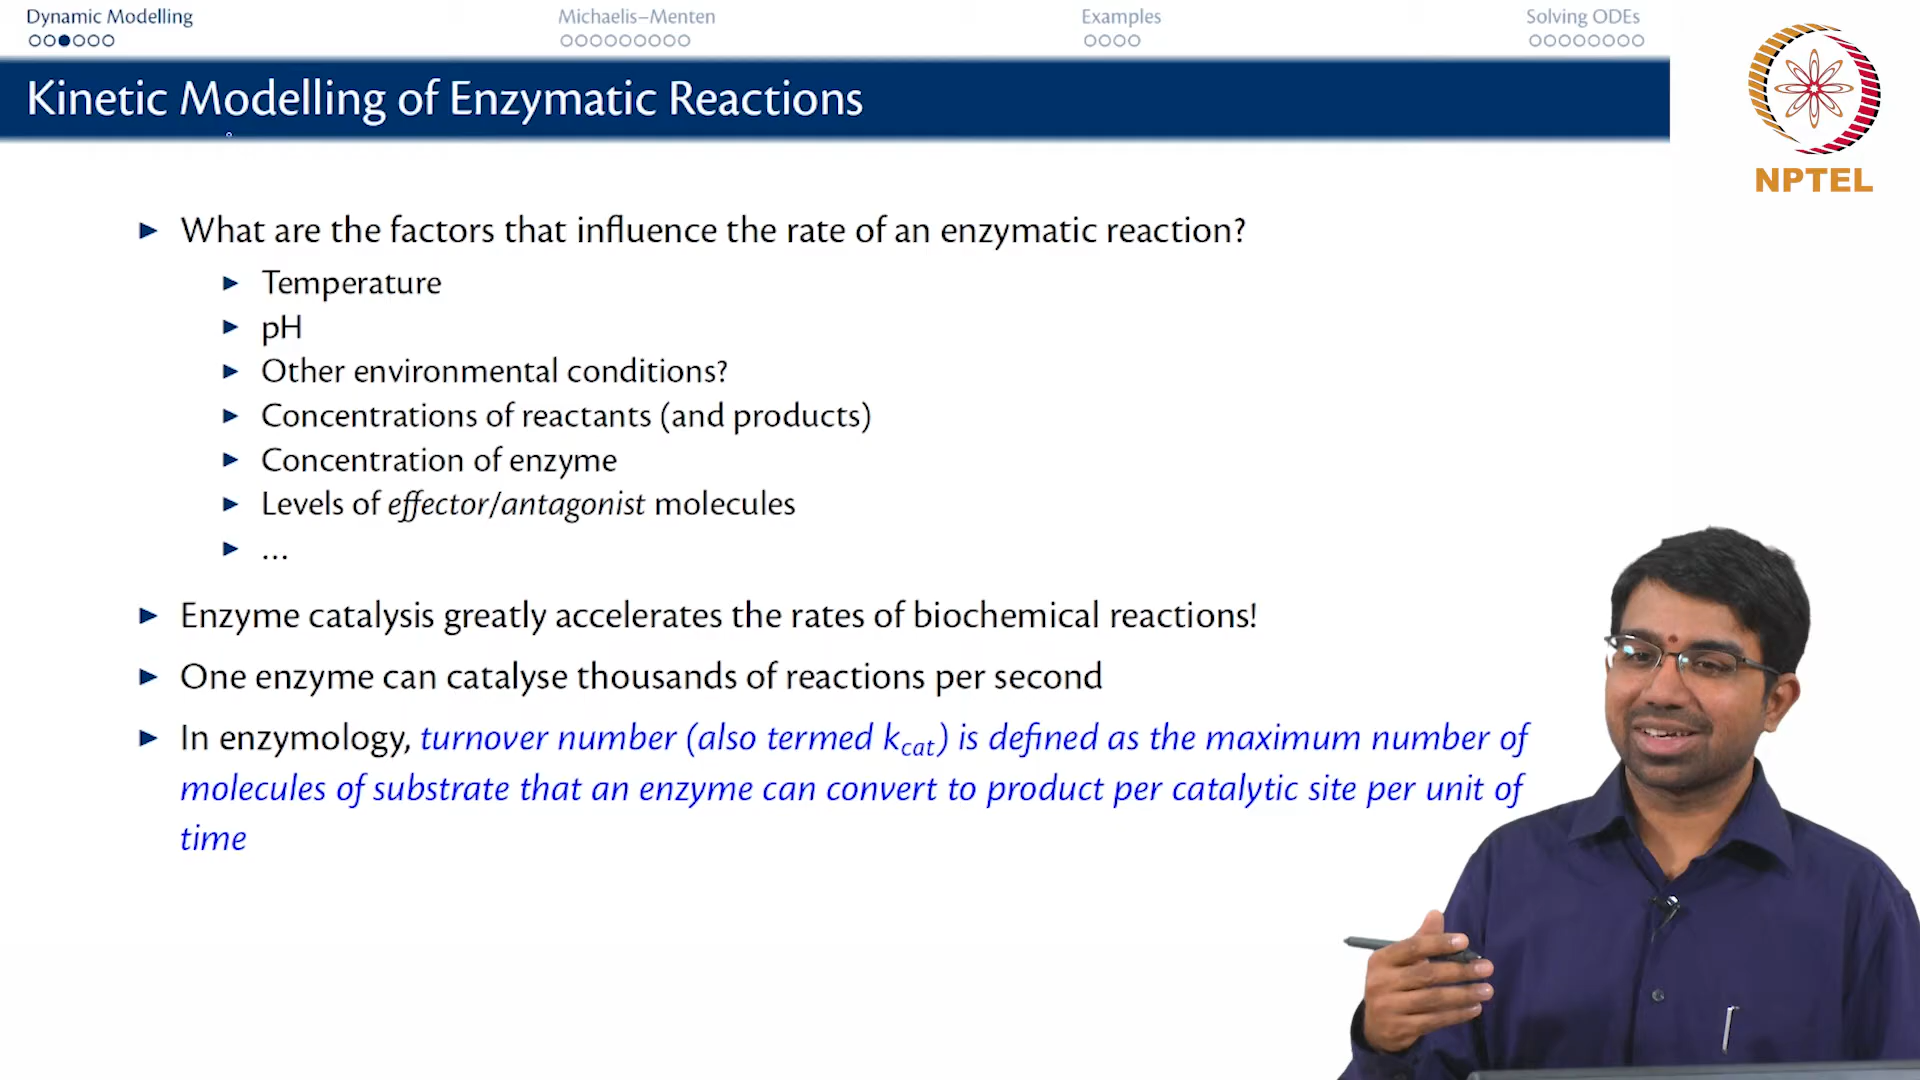 Dynamic Modelling
Michaelis–Menten
Examples
Solving ODEs
Kinetic Modelling of Enzymatic Reactions
NPTEL
What are the factors that influence the rate of an enzymatic reaction?
Temperature
pH
Other environmental conditions?
Concentrations of reactants (and products)
Concentration of enzyme
Levels of effector/antagonist molecules
...
Enzyme catalysis greatly accelerates the rates of biochemical reactions!
One enzyme can catalyse thousands of reactions per second
In enzymology, turnover number (also termed kcat) is defined as the maximum number of
molecules of substrate that an enzyme can convert to product per catalytic site per unit of
time